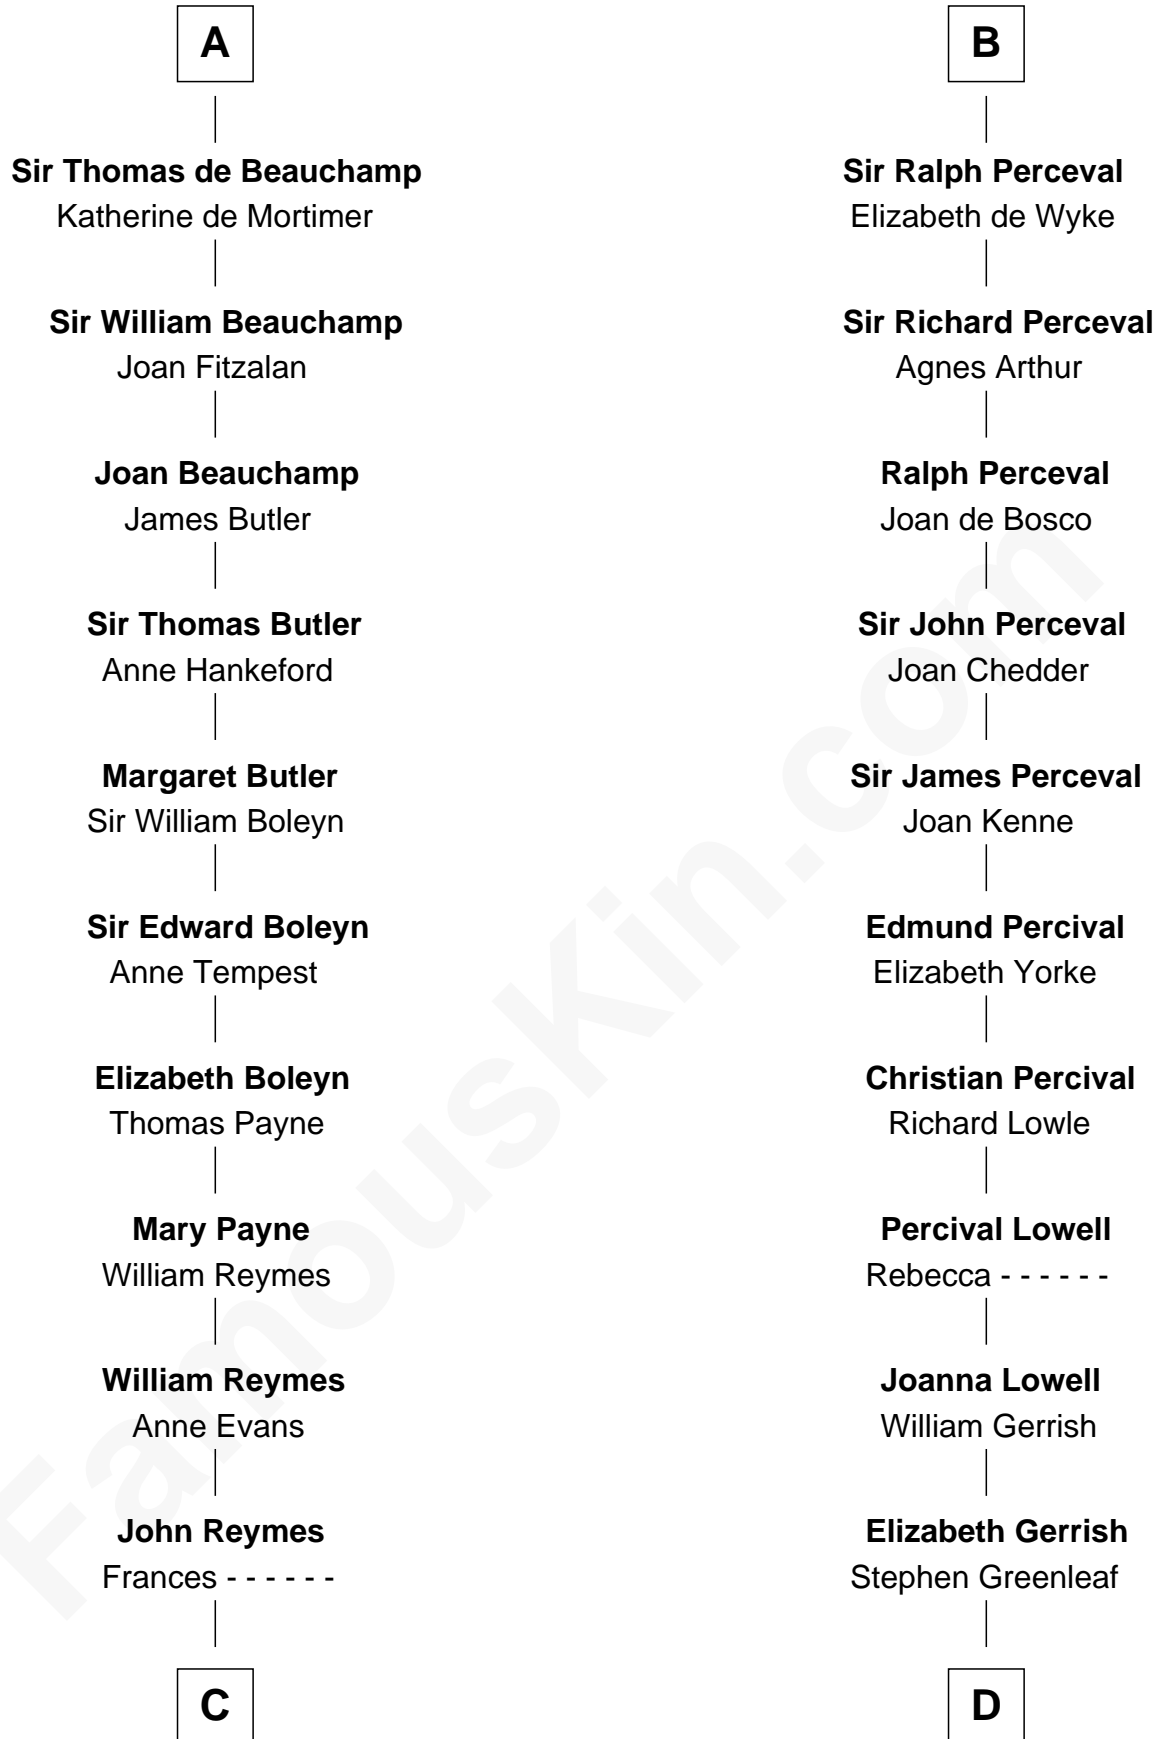 A
Sir Thomas de Beauchamp
Katherine de Mortimer
Sir William Beauchamp
Joan Fitzalan
Joan Beauchamp
James Butler
Sir Thomas Butler
Anne Hankeford
Margaret Butler
Sir William Boleyn
Sir Edward Boleyn
Anne Tempest
Elizabeth Boleyn
Thomas Payne
Mary Payne
William Reymes
William Reymes
Anne Evans
John Reymes
Frances - - - - - -
C
B
Sir Ralph Perceval
Elizabeth de Wyke
Sir Richard Perceval
Agnes Arthur
Ralph Perceval
Joan de Bosco
Sir John Perceval
Joan Chedder
Sir James Perceval
Joan Kenne
Edmund Percival
Elizabeth Yorke
Christian Percival
Richard Lowle
Percival Lowell
Rebecca - - - - - -
Joanna Lowell
William Gerrish
Elizabeth Gerrish
Stephen Greenleaf
D
FamousKin.com